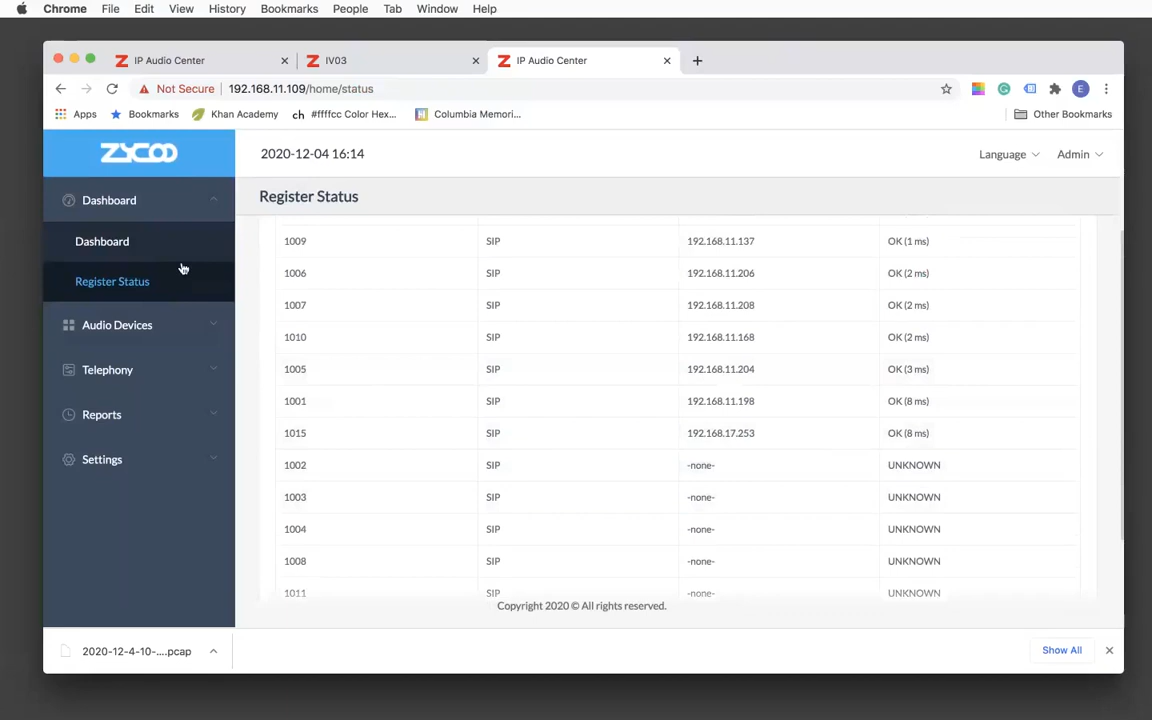 Chrome File Edit View History Bookmarks People Tab Window Help
IP Audio Center IV03 IP Audio Center
Not Secure 192.168.11.109/home/status
Apps Bookmarks Khan Academy ch #ffffcc Color Hex... Columbia Memori... Other Bookmarks
ZYCOO 2020-12-04 16:14 Language Admin
Dashboard
Dashboard
Register Status
Audio Devices
Telephony
Reports
Settings
Register Status
1009 SIP 192.168.11.137 OK (1 ms)
1006 SIP 192.168.11.206 OK (2 ms)
1007 SIP 192.168.11.208 OK (2 ms)
1010 SIP 192.168.11.168 OK (2 ms)
1005 SIP 192.168.11.204 OK (3 ms)
1001 SIP 192.168.11.198 OK (8 ms)
1015 SIP 192.168.17.253 OK (8 ms)
1002 SIP -none- UNKNOWN
1003 SIP -none- UNKNOWN
1004 SIP -none- UNKNOWN
1008 SIP -none- UNKNOWN
1011 SIP -none- UNKNOWN
Copyright 2020 © All rights reserved.
2020-12-4-10-....pcap Show All